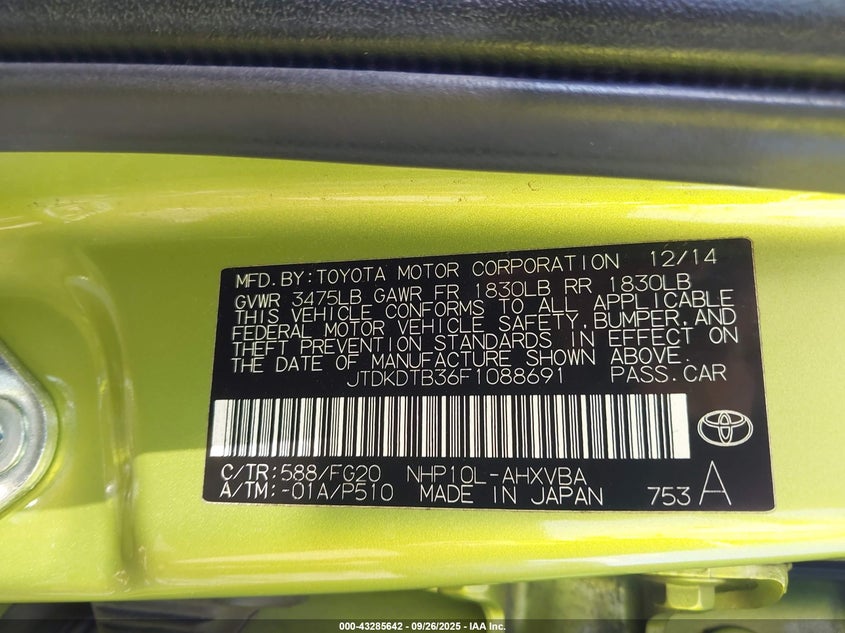 MFD. BY: TOYOTA MOTOR CORPORATION 12/14
GVWR 3475LB GAWR FR 1830LB RR 1830LB
THIS VEHICLE CONFORMS TO ALL APPLICABLE
FEDERAL MOTOR VEHICLE SAFETY, BUMPER, AND
THEFT PREVENTION STANDARDS IN EFFECT ON
THE DATE OF MANUFACTURE SHOWN ABOVE.
JTDKDTB36F1088691 PASS. CAR
C/TR: 588/FG20 NHP10L-AHXVBA
A/TM: -01A/P510 MADE IN JAPAN 753 A
000-43285642 - 09/26/2025 - IAA Inc.